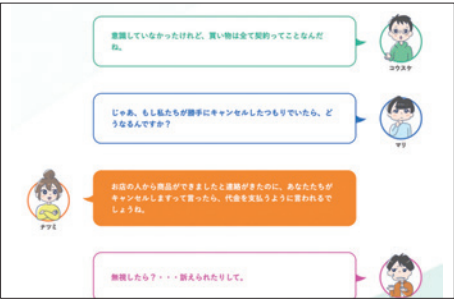 意識していなかったけれど、買い物は全て契約ってことなんだ
ね。
コウスケ
じゃあ、もし私たちが勝手にキャンセルしたつもりでいたら、ど
うなるんですか？
マリ
お店の人から商品ができましたと連絡がきたのに、あなたたちが
キャンセルしますって言ったら、代金を支払うように言われるで
しょうね。
ナツミ
無視したら？・・・訴えられたりして。